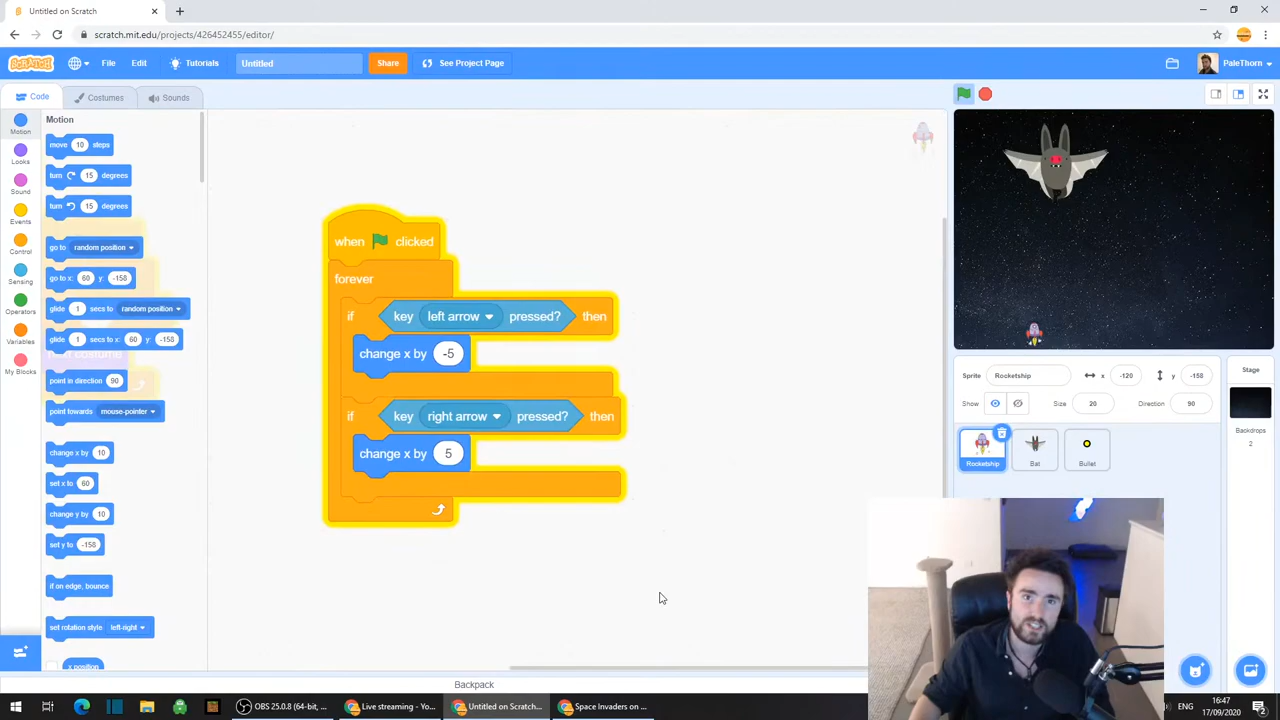 Untitled on Scratch
scratch.mit.edu/projects/426452455/editor/
SCRATCH
File
Edit
Tutorials
Untitled
Share
See Project Page
PaleThorn
Code
Costumes
Sounds
Motion
Looks
Sound
Events
Control
Sensing
Operators
Variables
My Blocks
Motion
move 10 steps
turn 15 degrees
turn 15 degrees
go to random position
go to x: 60 y: -158
glide 1 secs to random position
glide 1 secs to x: 60 y: -158
next costume
point in direction 90
point towards mouse-pointer
change x by 10
set x to 60
change y by 10
set y to -158
if on edge, bounce
set rotation style left-right
x position
when clicked
forever
if key left arrow pressed? then
change x by -5
if key right arrow pressed? then
change x by 5
Sprite Rocketship x -120 y -158
Show Size 20 Direction 90
Rocketship
Bat
Bullet
Stage
Backdrops
2
Backpack
OBS 25.0.8 (64-bit, ...
Live streaming - Yo...
Untitled on Scratch...
Space Invaders on ...
16:47
17/09/2020